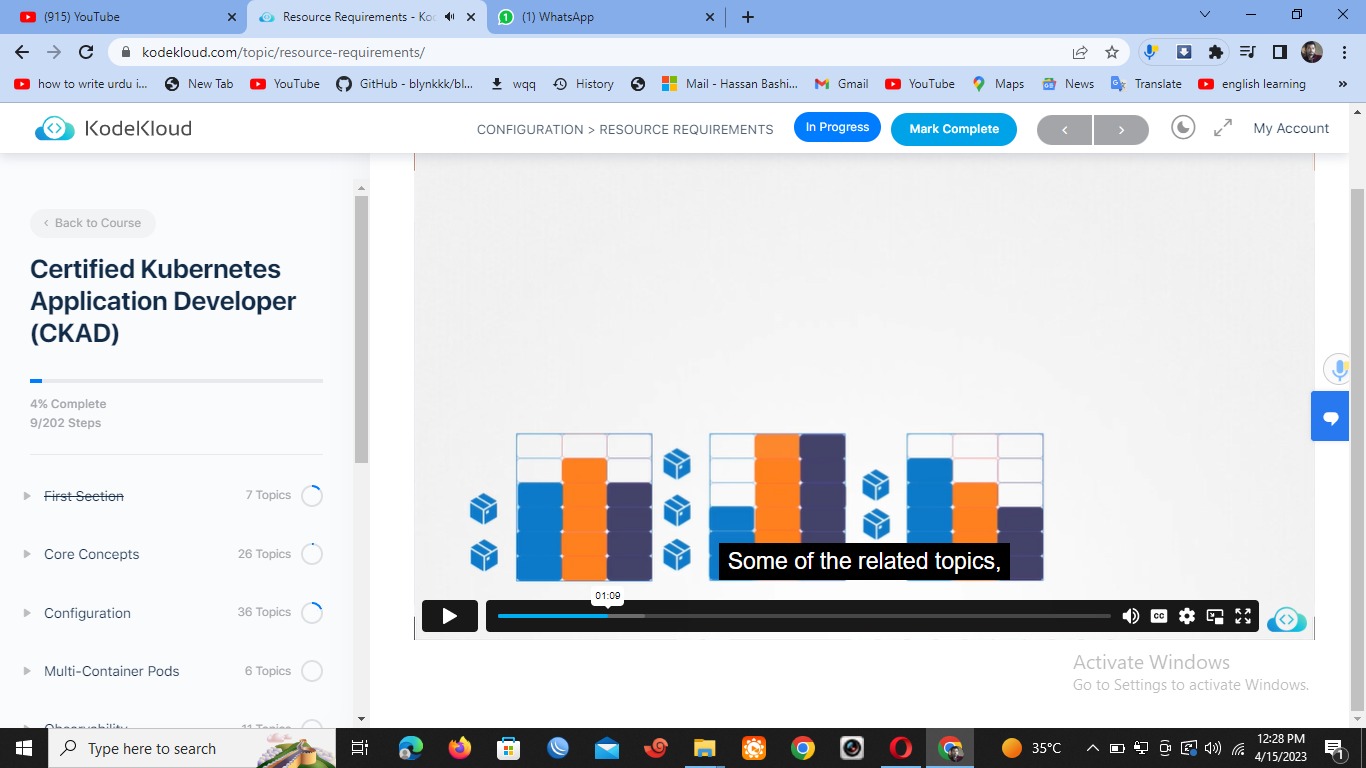 (915) YouTube
Resource Requirements - Ko
(1) WhatsApp
kodekloud.com/topic/resource-requirements/
how to write urdu i...
New Tab
YouTube
GitHub - blynkkk/bl...
wqq
History
Mail - Hassan Bashi...
Gmail
YouTube
Maps
News
Translate
english learning
»
KodeKloud
CONFIGURATION > RESOURCE REQUIREMENTS
In Progress
Mark Complete
My Account
Back to Course
Certified Kubernetes
Application Developer
(CKAD)
4% Complete
9/202 Steps
First Section 7 Topics
Core Concepts 26 Topics
Configuration 36 Topics
Multi-Container Pods 6 Topics
Observability 11 Topics
Some of the related topics,
01:09
CC
Activate Windows
Go to Settings to activate Windows.
Type here to search
35°C
12:28 PM
4/15/2023
1